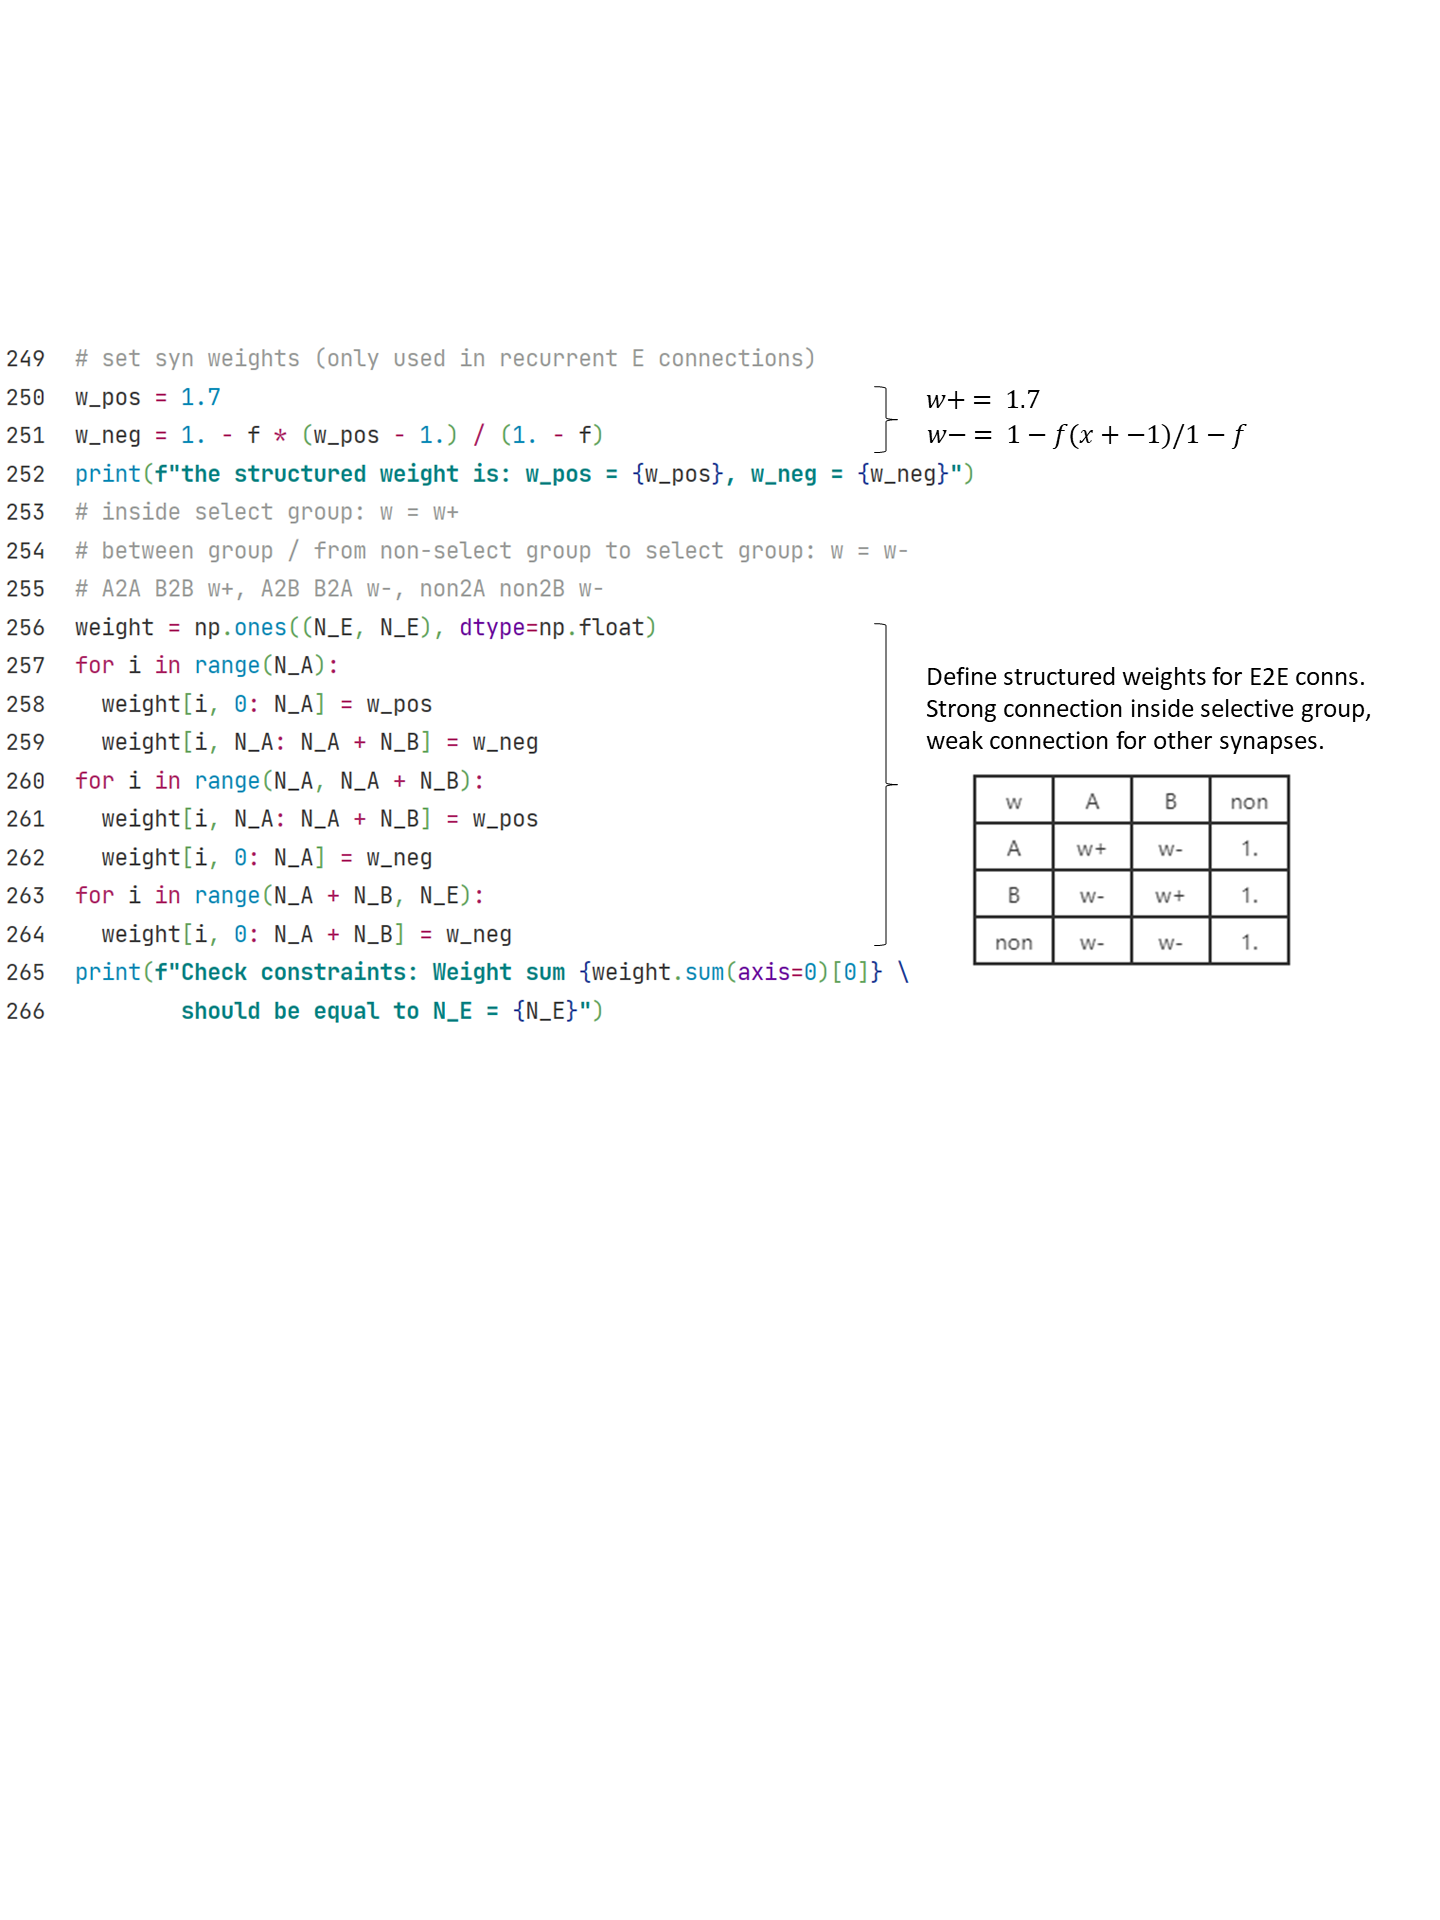 249 # set syn weights (only used in recurrent E connections)
250 w_pos = 1.7
251 w_neg = 1. - f * (w_pos - 1.) / (1. - f)
252 print(f"the structured weight is: w_pos = {w_pos}, w_neg = {w_neg}")
253 # inside select group: w = w+
254 # between group / from non-select group to select group: w = w-
255 # A2A B2B w+, A2B B2A w-, non2A non2B w-
256 weight = np.ones((N_E, N_E), dtype=np.float)
257 for i in range(N_A):
258   weight[i, 0: N_A] = w_pos
259   weight[i, N_A: N_A + N_B] = w_neg
260 for i in range(N_A, N_A + N_B):
261   weight[i, N_A: N_A + N_B] = w_pos
262   weight[i, 0: N_A] = w_neg
263 for i in range(N_A + N_B, N_E):
264   weight[i, 0: N_A + N_B] = w_neg
265 print(f"Check constraints: Weight sum {weight.sum(axis=0)[0]} \
266         should be equal to N_E = {N_E}")
w+ = 1.7
w− = 1 − f(x + −1)/1 − f
Define structured weights for E2E conns.
Strong connection inside selective group,
weak connection for other synapses.
w A B non
A w+ w- 1.
B w- w+ 1.
non w- w- 1.